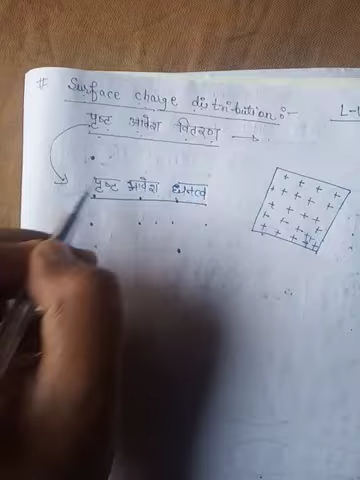 # Surface charge distribution :-
पृष्ट आवेश वितरण →
पृष्ट आवेश घनत्व